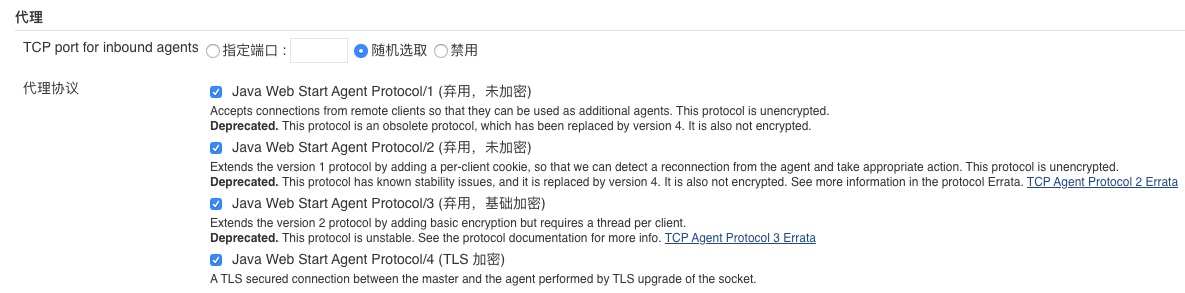 代理
TCP port for inbound agents 指定端口 : 随机选取 禁用
代理协议
Java Web Start Agent Protocol/1 (弃用，未加密)
Accepts connections from remote clients so that they can be used as additional agents. This protocol is unencrypted.
Deprecated. This protocol is an obsolete protocol, which has been replaced by version 4. It is also not encrypted.
Java Web Start Agent Protocol/2 (弃用，未加密)
Extends the version 1 protocol by adding a per-client cookie, so that we can detect a reconnection from the agent and take appropriate action. This protocol is unencrypted.
Deprecated. This protocol has known stability issues, and it is replaced by version 4. It is also not encrypted. See more information in the protocol Errata. TCP Agent Protocol 2 Errata
Java Web Start Agent Protocol/3 (弃用，基础加密)
Extends the version 2 protocol by adding basic encryption but requires a thread per client.
Deprecated. This protocol is unstable. See the protocol documentation for more info. TCP Agent Protocol 3 Errata
Java Web Start Agent Protocol/4 (TLS 加密)
A TLS secured connection between the master and the agent performed by TLS upgrade of the socket.